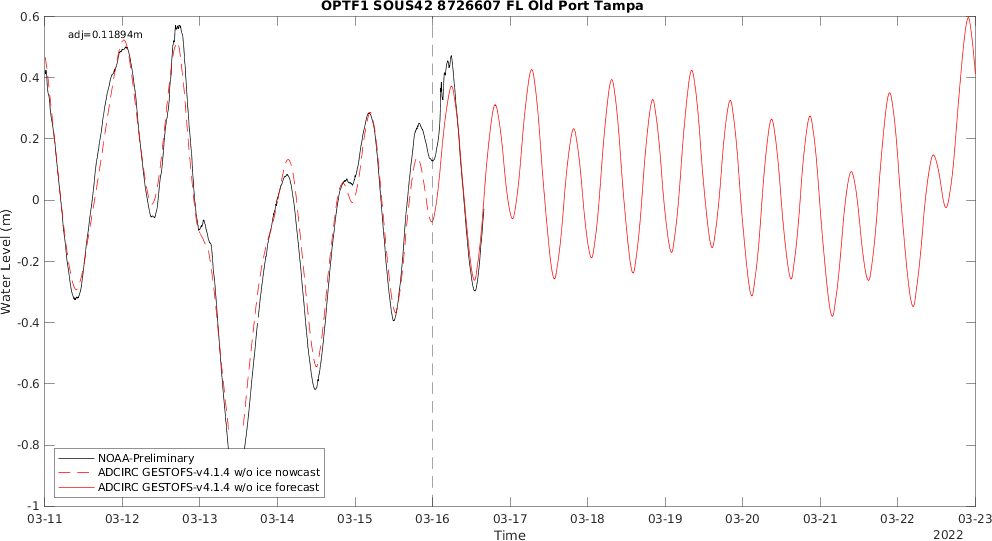 OPTF1 SOUS42 8726607 FL Old Port Tampa
adj=0.11894m
0.6
0.4
0.2
0
-0.2
-0.4
-0.6
-0.8
-1
Water Level (m)
NOAA-Preliminary
ADCIRC GESTOFS-v4.1.4 w/o ice nowcast
ADCIRC GESTOFS-v4.1.4 w/o ice forecast
03-11 03-12 03-13 03-14 03-15 03-16 03-17 03-18 03-19 03-20 03-21 03-22 03-23
Time
2022